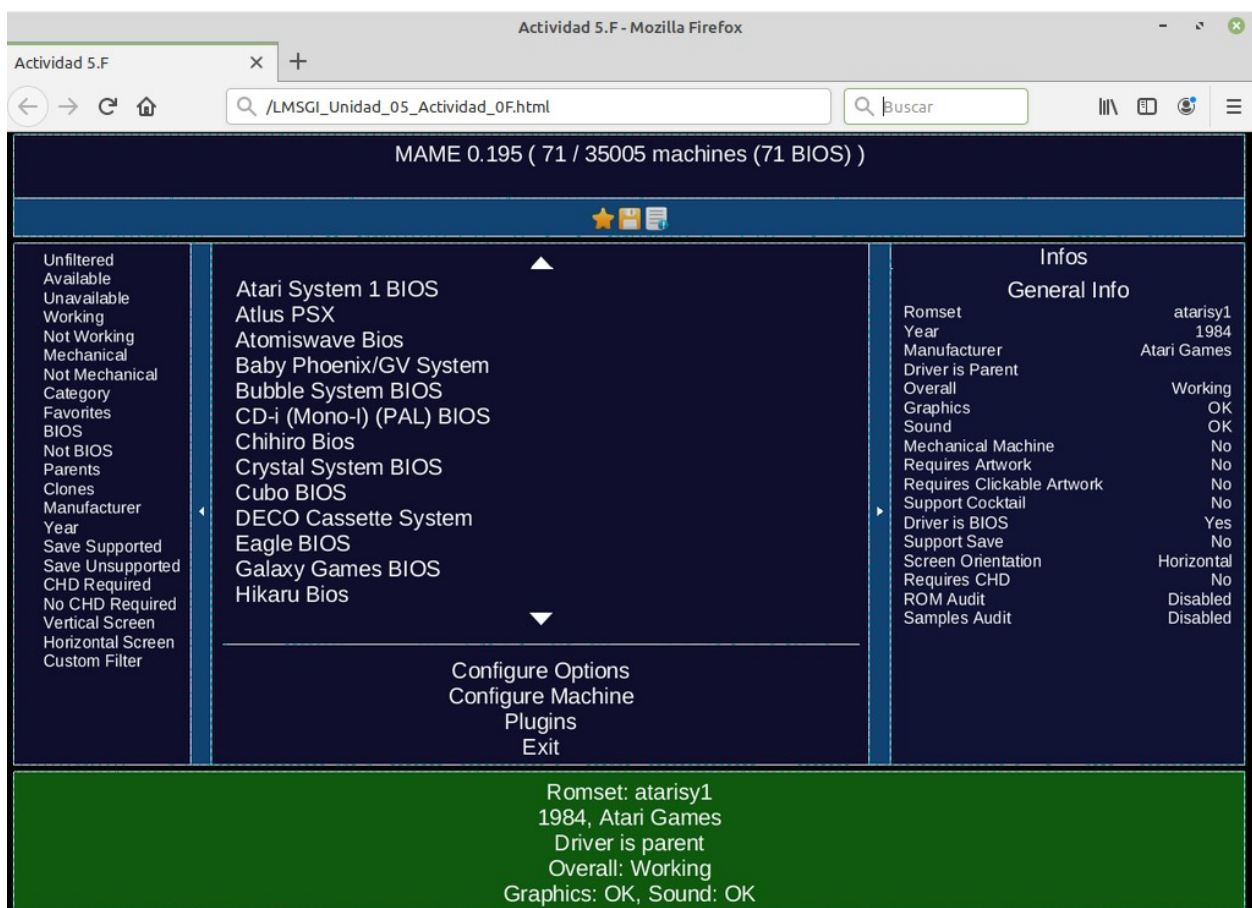 Actividad 5.F - Mozilla Firefox
Actividad 5.F
/LMSGI_Unidad_05_Actividad_0F.html
Buscar
MAME 0.195 ( 71 / 35005 machines (71 BIOS) )
Unfiltered
Available
Unavailable
Working
Not Working
Mechanical
Not Mechanical
Category
Favorites
BIOS
Not BIOS
Parents
Clones
Manufacturer
Year
Save Supported
Save Unsupported
CHD Required
No CHD Required
Vertical Screen
Horizontal Screen
Custom Filter
Atari System 1 BIOS
Atlus PSX
Atomiswave Bios
Baby Phoenix/GV System
Bubble System BIOS
CD-i (Mono-I) (PAL) BIOS
Chihiro Bios
Crystal System BIOS
Cubo BIOS
DECO Cassette System
Eagle BIOS
Galaxy Games BIOS
Hikaru Bios
Configure Options
Configure Machine
Plugins
Exit
Infos
General Info
Romset atarisy1
Year 1984
Manufacturer Atari Games
Driver is Parent
Overall Working
Graphics OK
Sound OK
Mechanical Machine No
Requires Artwork No
Requires Clickable Artwork No
Support Cocktail No
Driver is BIOS Yes
Support Save No
Screen Orientation Horizontal
Requires CHD No
ROM Audit Disabled
Samples Audit Disabled
Romset: atarisy1
1984, Atari Games
Driver is parent
Overall: Working
Graphics: OK, Sound: OK